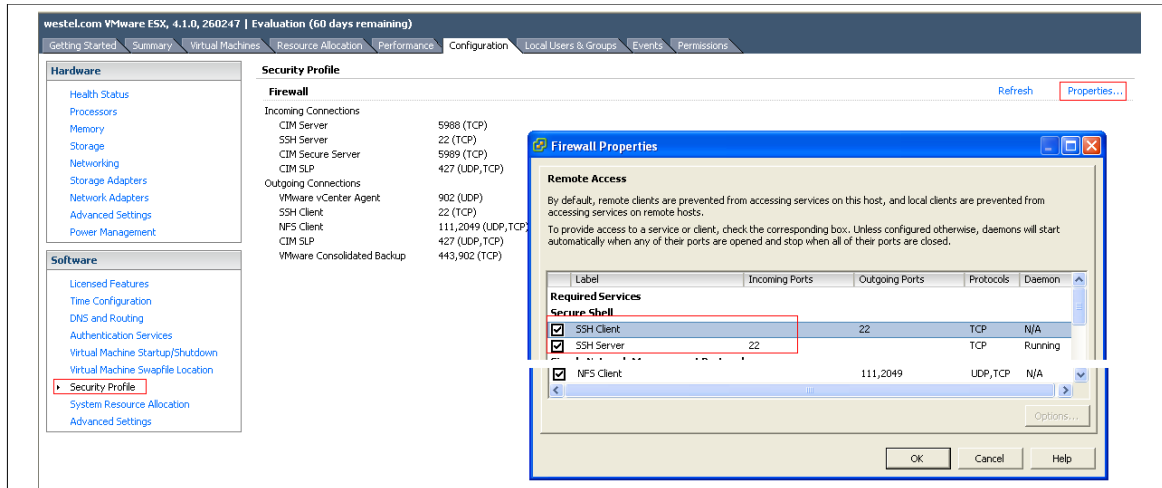 westel.com VMware ESX, 4.1.0, 260247 | Evaluation (60 days remaining)
Getting Started Summary Virtual Machines Resource Allocation Performance Configuration Local Users & Groups Events Permissions
Hardware
Health Status
Processors
Memory
Storage
Networking
Storage Adapters
Network Adapters
Advanced Settings
Power Management
Software
Licensed Features
Time Configuration
DNS and Routing
Authentication Services
Virtual Machine Startup/Shutdown
Virtual Machine Swapfile Location
Security Profile
System Resource Allocation
Advanced Settings
Security Profile
Firewall Refresh Properties...
Incoming Connections
CIM Server 5988 (TCP)
SSH Server 22 (TCP)
CIM Secure Server 5989 (TCP)
CIM SLP 427 (UDP,TCP)
Outgoing Connections
VMware vCenter Agent 902 (UDP)
SSH Client 22 (TCP)
NFS Client 111,2049 (UDP,TCP)
CIM SLP 427 (UDP,TCP)
VMware Consolidated Backup 443,902 (TCP)
Firewall Properties
Remote Access
By default, remote clients are prevented from accessing services on this host, and local clients are prevented from
accessing services on remote hosts.
To provide access to a service or client, check the corresponding box. Unless configured otherwise, daemons will start
automatically when any of their ports are opened and stop when all of their ports are closed.
Label Incoming Ports Outgoing Ports Protocols Daemon
Required Services
Secure Shell
SSH Client 22 TCP N/A
SSH Server 22 TCP Running
NFS Client 111,2049 UDP,TCP N/A
Options...
OK Cancel Help